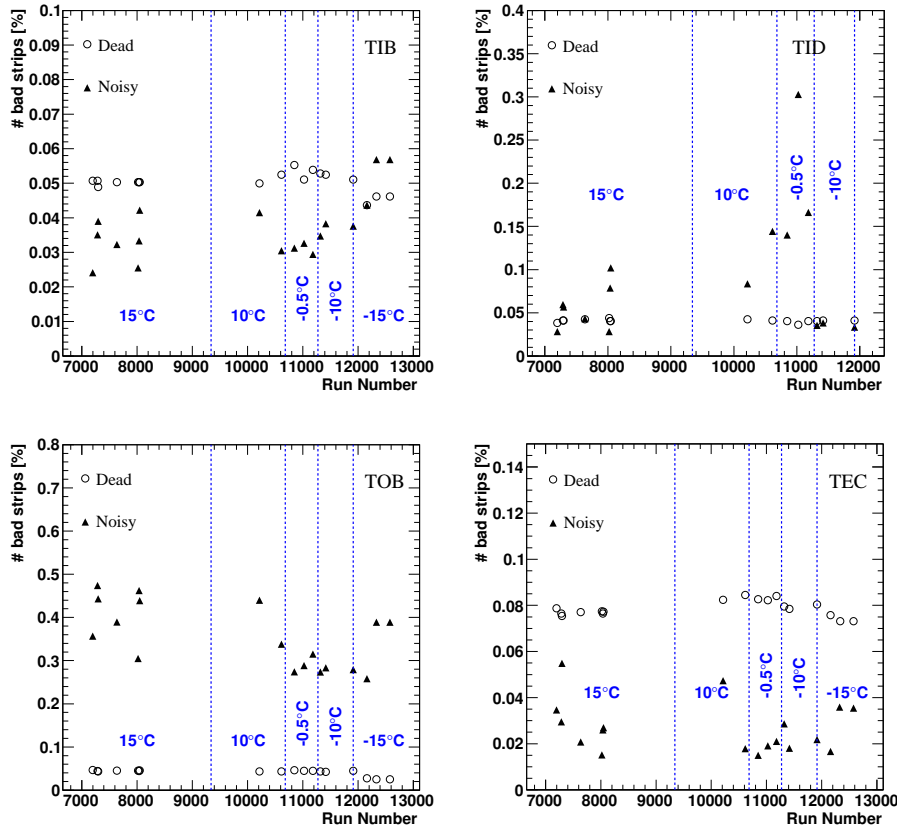 # bad strips [%]
0.1
0.09
0.08
0.07
0.06
0.05
0.04
0.03
0.02
0.01
0
Dead
Noisy
TIB
15°C
10°C
-0.5°C
-10°C
-15°C
7000 8000 9000 10000 11000 12000 13000
Run Number
# bad strips [%]
0.4
0.35
0.3
0.25
0.2
0.15
0.1
0.05
0
Dead
Noisy
TID
15°C
10°C
-0.5°C
-10°C
7000 8000 9000 10000 11000 12000
Run Number
# bad strips [%]
0.8
0.7
0.6
0.5
0.4
0.3
0.2
0.1
0
Dead
Noisy
TOB
15°C
10°C
-0.5°C
-10°C
-15°C
7000 8000 9000 10000 11000 12000 13000
Run Number
# bad strips [%]
0.14
0.12
0.1
0.08
0.06
0.04
0.02
0
Dead
Noisy
TEC
15°C
10°C
-0.5°C
-10°C
-15°C
7000 8000 9000 10000 11000 12000 13000
Run Number